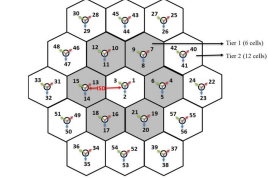 30 28 45 43 27 25
29 44 26
Tier 1 (6 cells)
48 46 12 10 9 7 42 40
Tier 2 (12 cells)
47 11 8 41
33 31 15 13 ISD 3 1 6 4 24 22
32 14 2 5 23
51 49 18 16 21 19 57 55
50 17 20 56
36 34 54 52 39 37
35 53 38